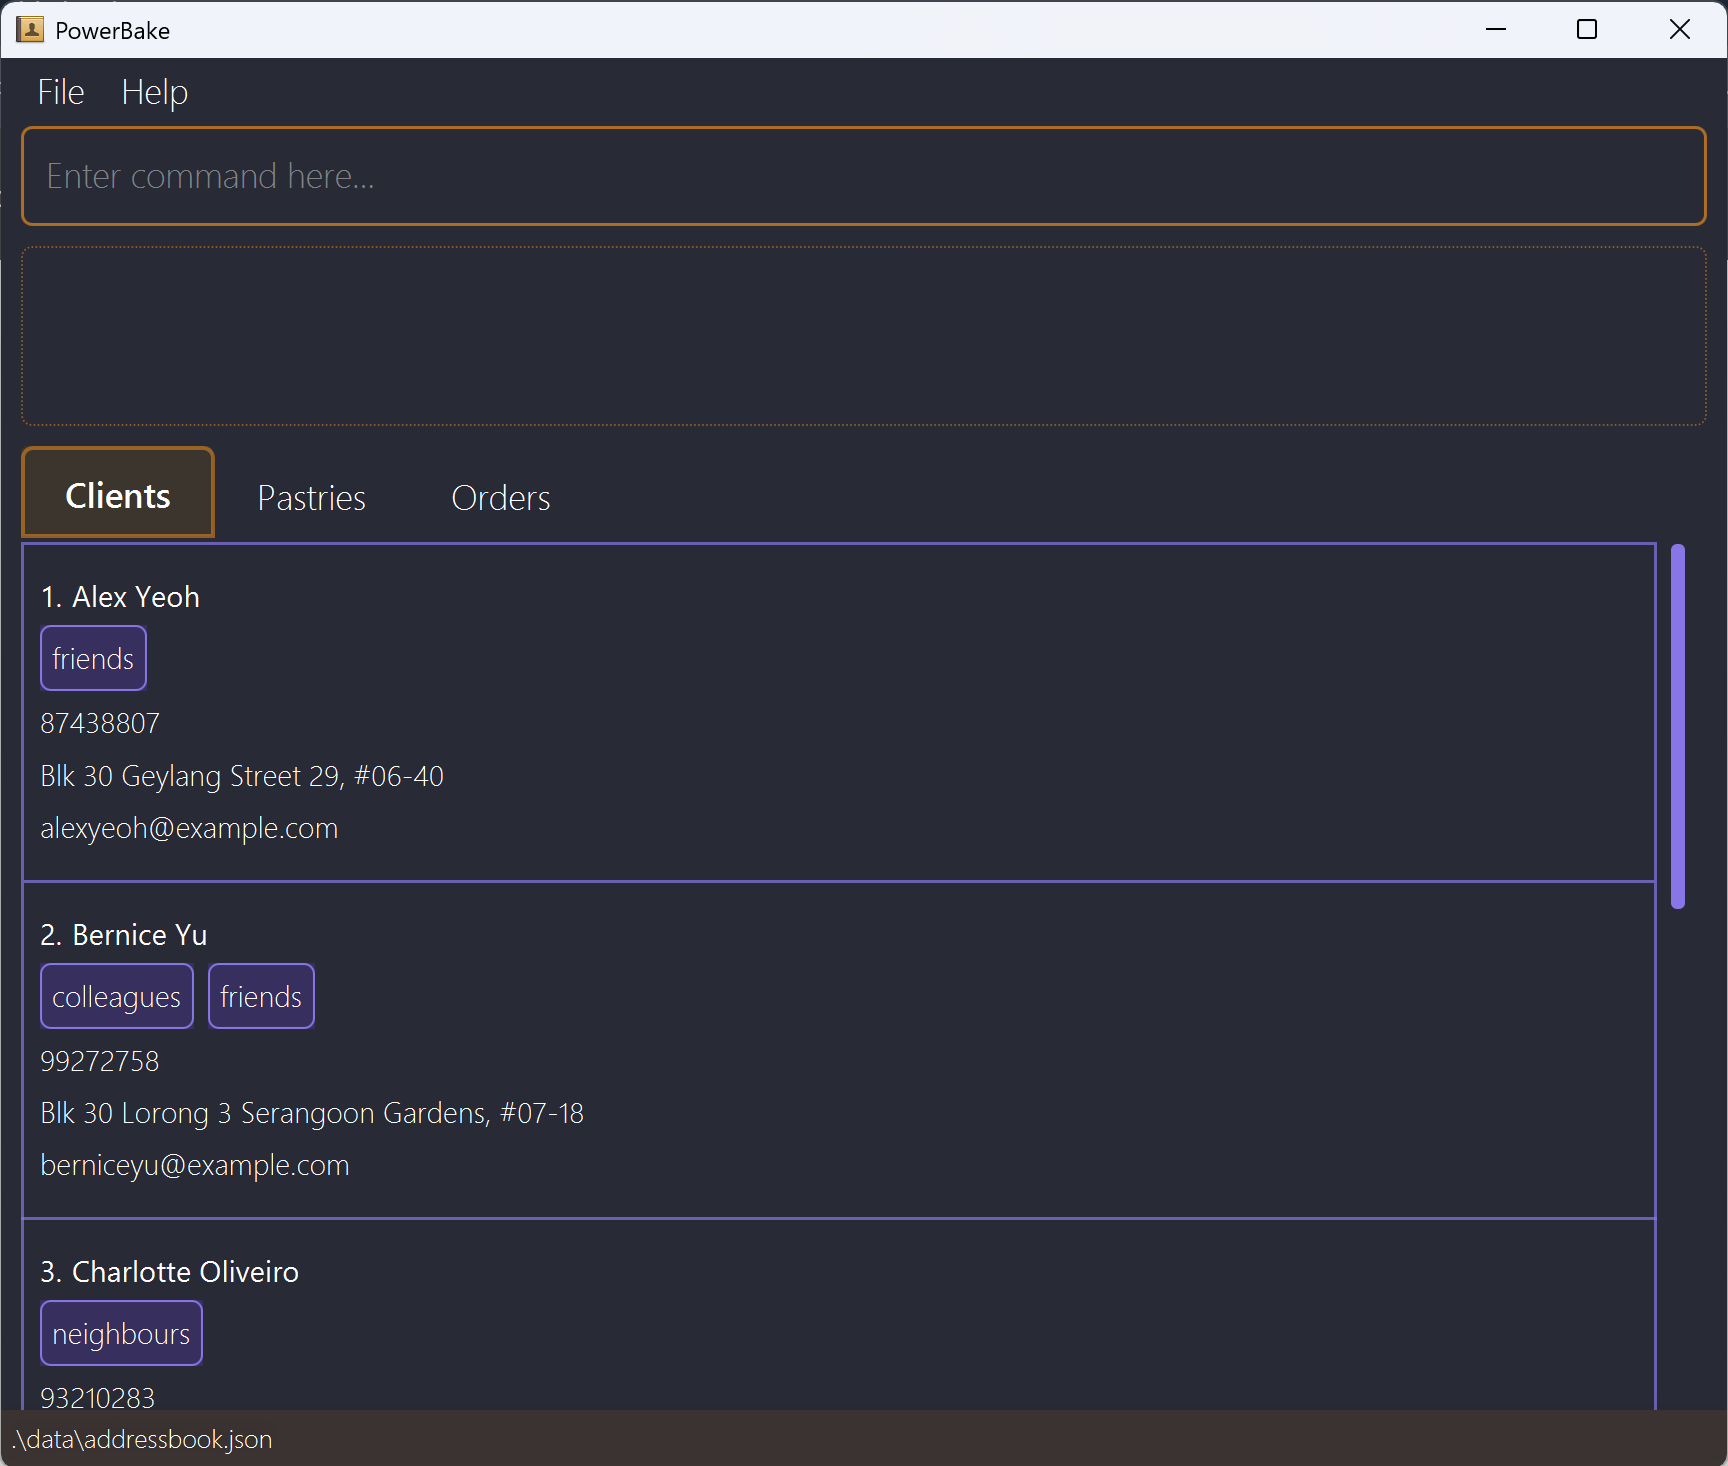 PowerBake
File Help
Enter command here...
Clients Pastries Orders
1. Alex Yeoh
friends
87438807
Blk 30 Geylang Street 29, #06-40
alexyeoh@example.com
2. Bernice Yu
colleagues friends
99272758
Blk 30 Lorong 3 Serangoon Gardens, #07-18
berniceyu@example.com
3. Charlotte Oliveiro
neighbours
93210283
.\data\addressbook.json